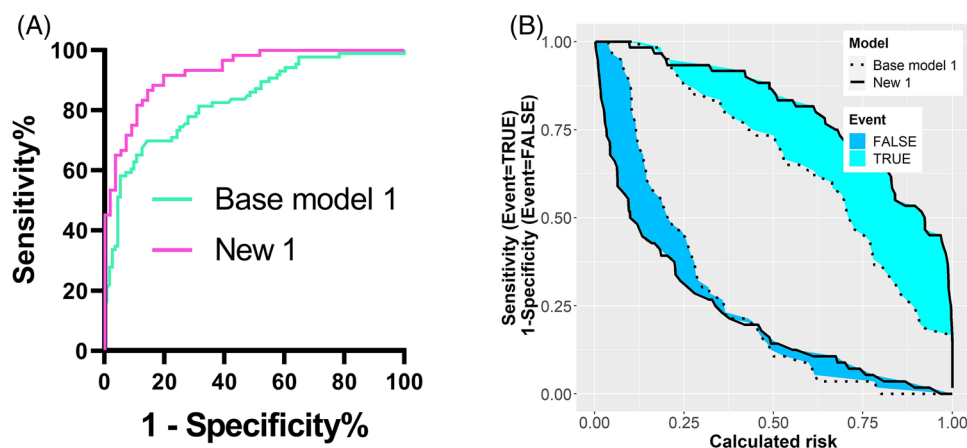 (A)
100
80
60
40
20
0
Sensitivity%
Base model 1
New 1
0 20 40 60 80 100
1 - Specificity%
(B)
1.00
0.75
0.50
0.25
0.00
Sensitivity (Event=TRUE)
1-Specificity (Event=FALSE)
Model
Base model 1
New 1
Event
FALSE
TRUE
0.00 0.25 0.50 0.75 1.00
Calculated risk